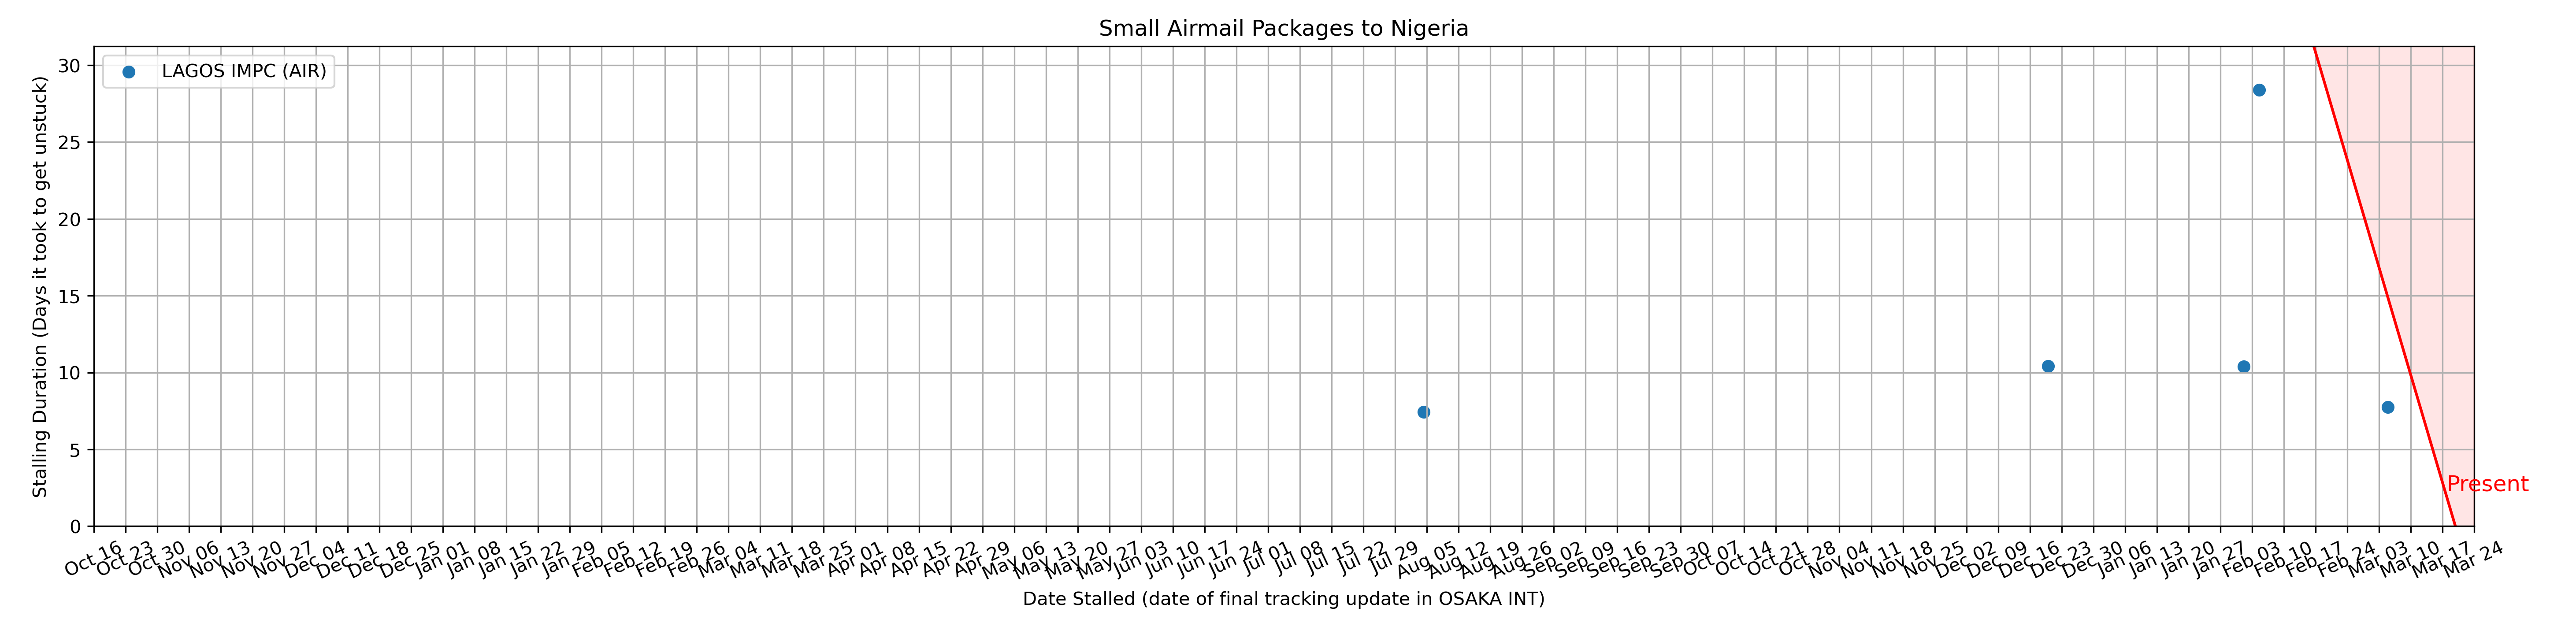 Small Airmail Packages to Nigeria
LAGOS IMPC (AIR)
Stalling Duration (Days it took to get unstuck)
30
25
20
15
10
5
0
Present
Oct 16
Oct 23
Oct 30
Nov 06
Nov 13
Nov 20
Nov 27
Dec 04
Dec 11
Dec 18
Dec 25
Jan 01
Jan 08
Jan 15
Jan 22
Jan 29
Feb 05
Feb 12
Feb 19
Feb 26
Mar 04
Mar 11
Mar 18
Mar 25
Apr 01
Apr 08
Apr 15
Apr 22
Apr 29
May 06
May 13
May 20
May 27
Jun 03
Jun 10
Jun 17
Jun 24
Jul 01
Jul 08
Jul 15
Jul 22
Jul 29
Aug 05
Aug 12
Aug 19
Aug 26
Sep 02
Sep 09
Sep 16
Sep 23
Sep 30
Oct 07
Oct 14
Oct 21
Oct 28
Nov 04
Nov 11
Nov 18
Nov 25
Dec 02
Dec 09
Dec 16
Dec 23
Dec 30
Jan 06
Jan 13
Jan 20
Jan 27
Feb 03
Feb 10
Feb 17
Feb 24
Mar 03
Mar 10
Mar 17
Mar 24
Date Stalled (date of final tracking update in OSAKA INT)